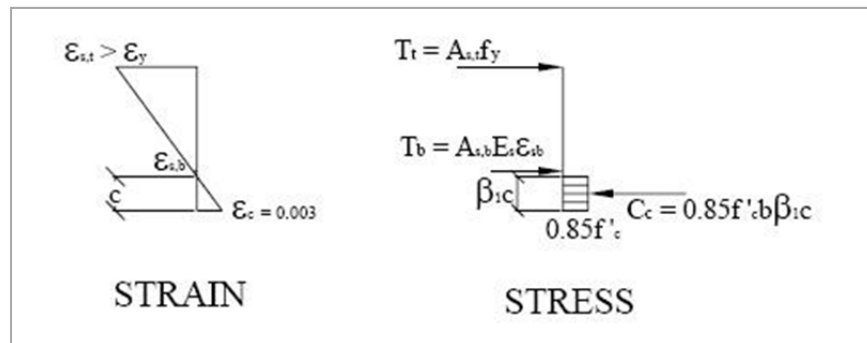 εs,t > εy
εs,b
c
εc = 0.003
STRAIN
Tt = As,tfy
Tb = As,bEsεsb
β1c
Cc = 0.85f'cbβ1c
0.85f'c
STRESS